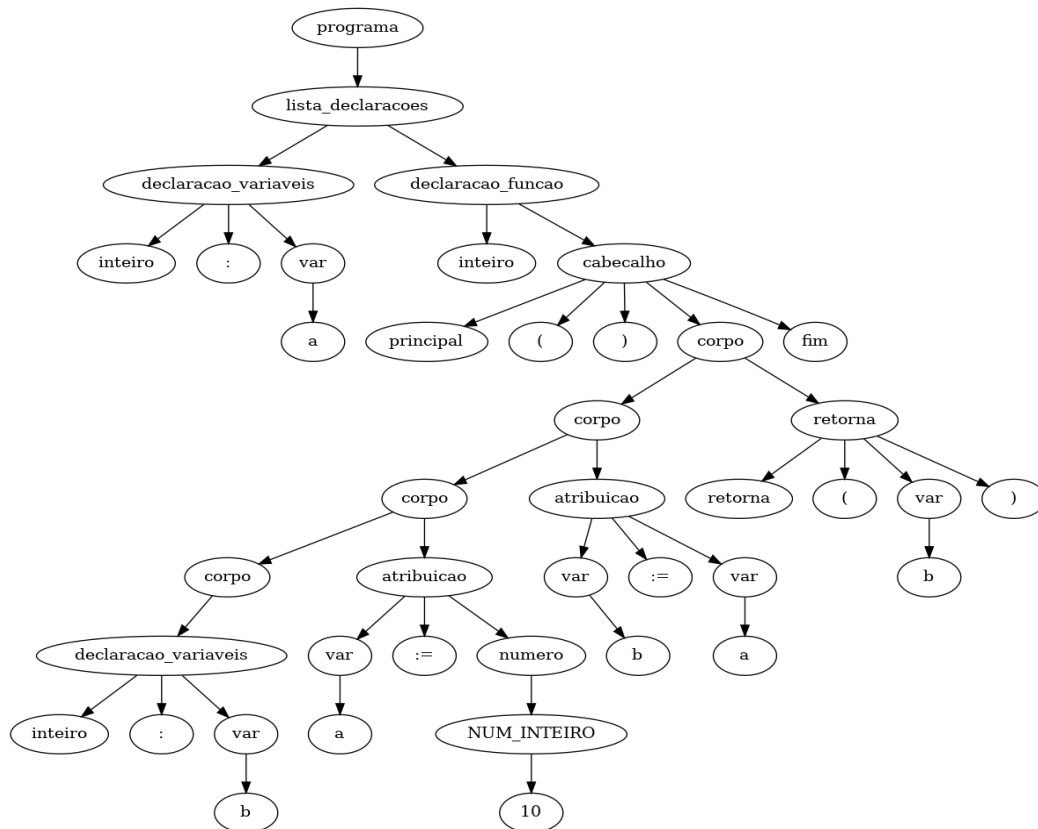 programa
lista_declaracoes
declaracao_variaveis declaracao_funcao
inteiro : var inteiro cabecalho
a principal ( ) corpo fim
corpo retorna
corpo atribuicao retorna ( var )
corpo atribuicao var := var b
declaracao_variaveis var := numero b a
inteiro : var a NUM_INTEIRO
b 10